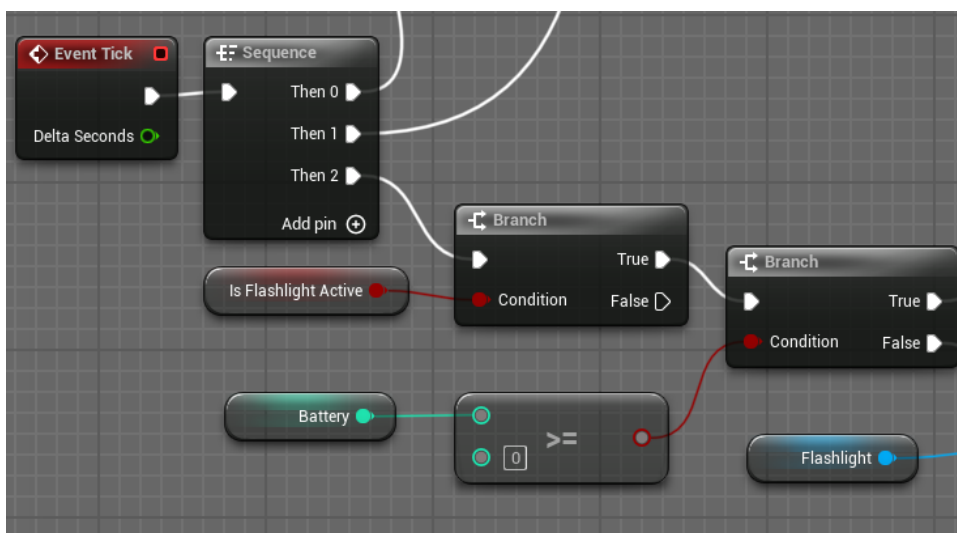 Event Tick
Delta Seconds
Sequence
Then 0
Then 1
Then 2
Add pin
Is Flashlight Active
Branch
True
Condition
False
Branch
True
Condition
False
Battery
>=
0
Flashlight